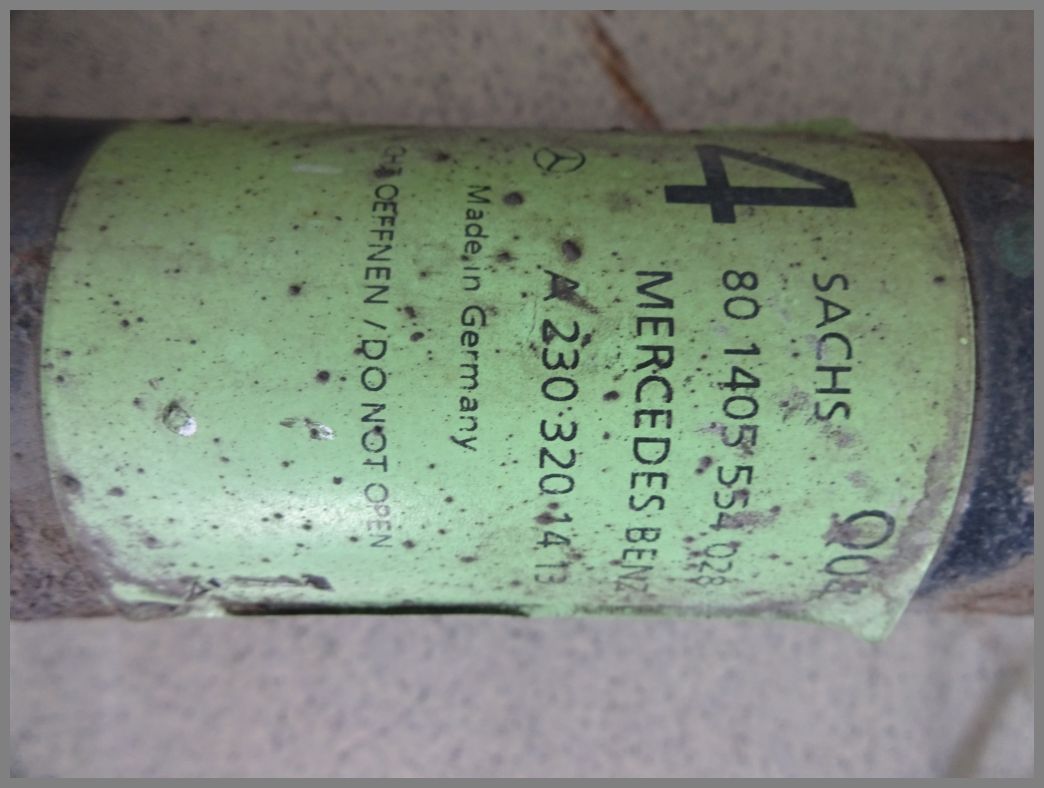 4
SACHS
80 1405 554 028
MERCEDES BENZ
A 230 320 14 13
Made in Germany
OEFFNEN / DO NOT OPEN